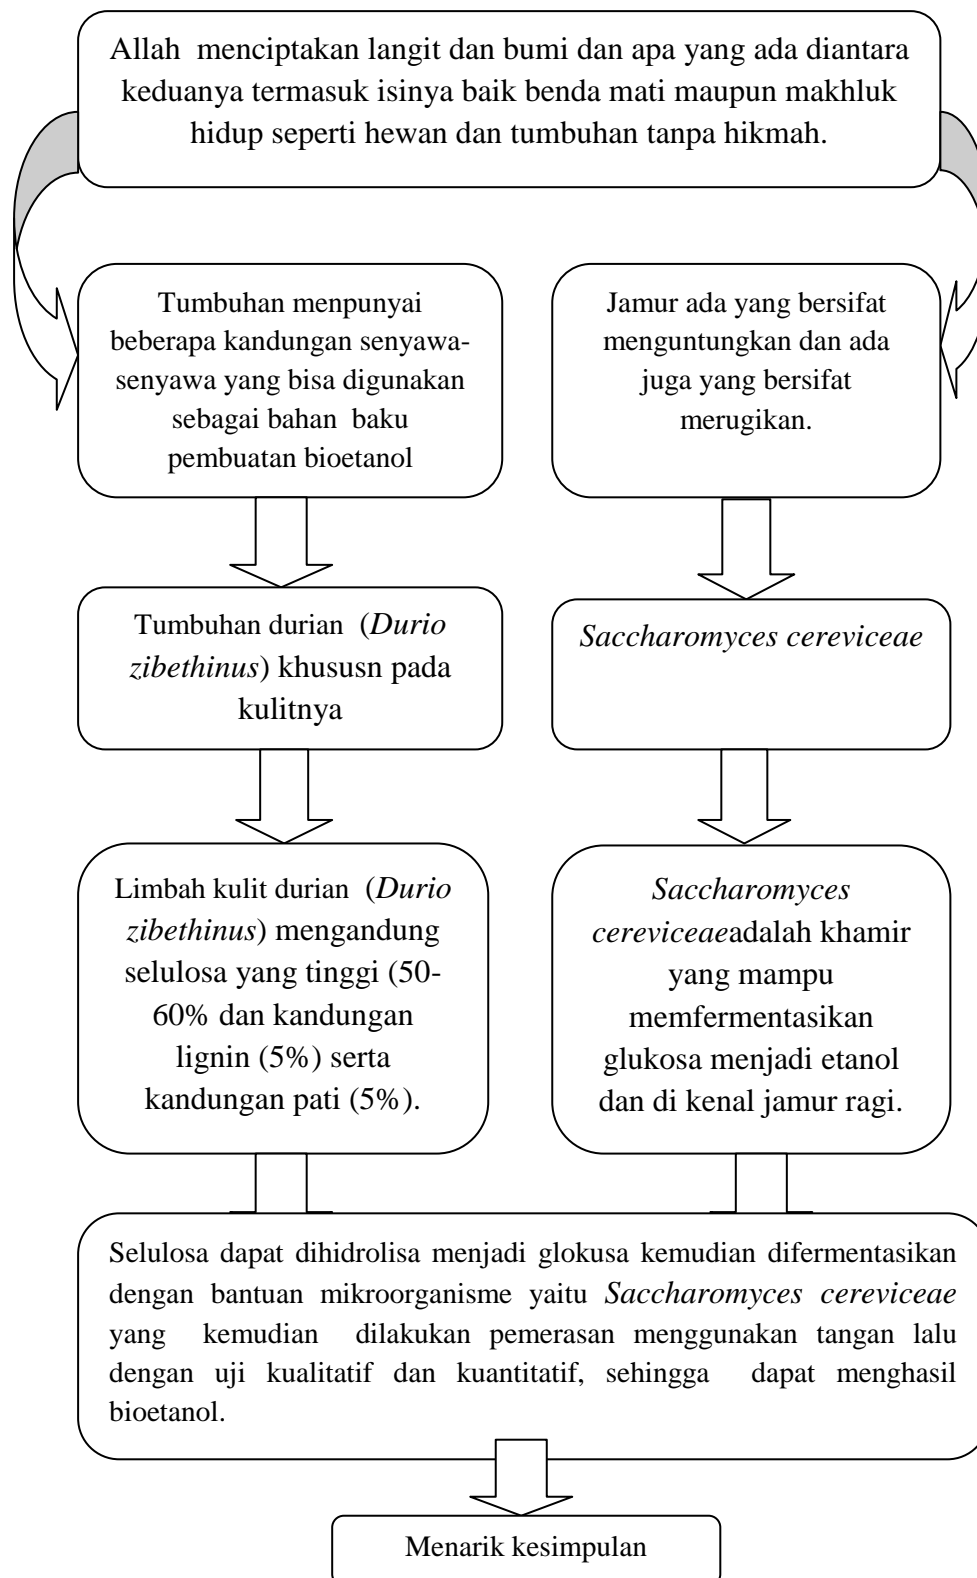 Allah menciptakan langit dan bumi dan apa yang ada diantara
keduanya termasuk isinya baik benda mati maupun makhluk
hidup seperti hewan dan tumbuhan tanpa hikmah.
Tumbuhan menpunyai
beberapa kandungan senyawa-
senyawa yang bisa digunakan
sebagai bahan baku
pembuatan bioetanol
Jamur ada yang bersifat
menguntungkan dan ada
juga yang bersifat
merugikan.
Tumbuhan durian (Durio
zibethinus) khususn pada
kulitnya
Saccharomyces cereviceae
Limbah kulit durian (Durio
zibethinus) mengandung
selulosa yang tinggi (50-
60% dan kandungan
lignin (5%) serta
kandungan pati (5%).
Saccharomyces
cereviceaeadalah khamir
yang mampu
memfermentasikan
glukosa menjadi etanol
dan di kenal jamur ragi.
Selulosa dapat dihidrolisa menjadi glokusa kemudian difermentasikan
dengan bantuan mikroorganisme yaitu Saccharomyces cereviceae
yang kemudian dilakukan pemerasan menggunakan tangan lalu
dengan uji kualitatif dan kuantitatif, sehingga dapat menghasil
bioetanol.
Menarik kesimpulan